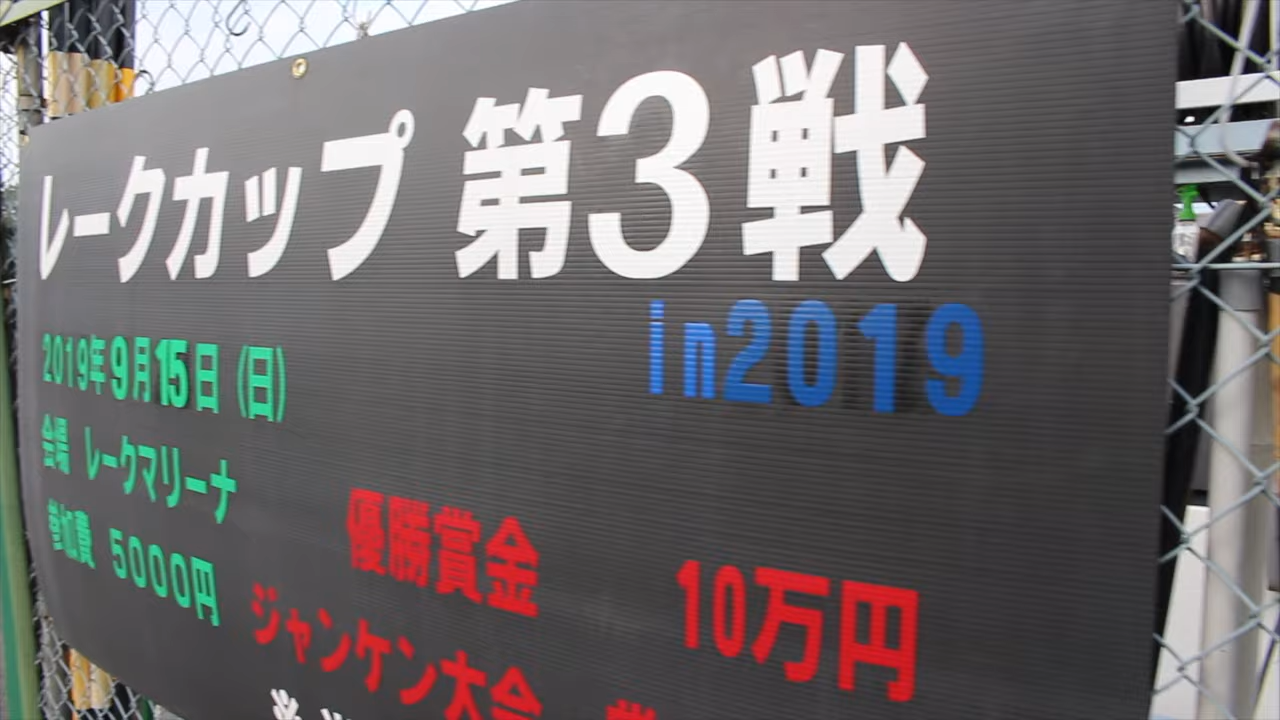 レークカップ 第3戦
in2019
2019年9月15日(日)
会場 レークマリーナ
参加費 5000円
優勝賞金 10万円
ジャンケン大会